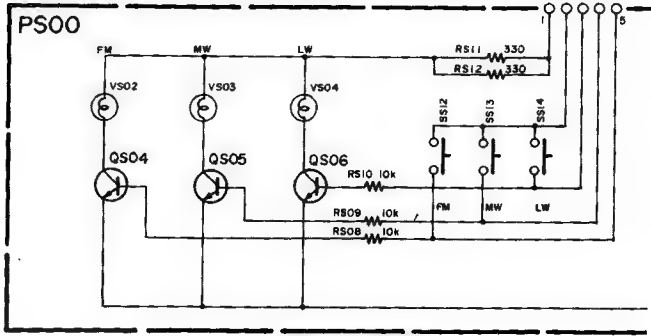 PS00
1 5
FM MW LW
RS11 330
RS12 330
VS02 VS03 VS04
SS12 SS13 SS14
QS04 QS05 QS06
RS10 10k
FM MW LW
RS09 10k
RS08 10k